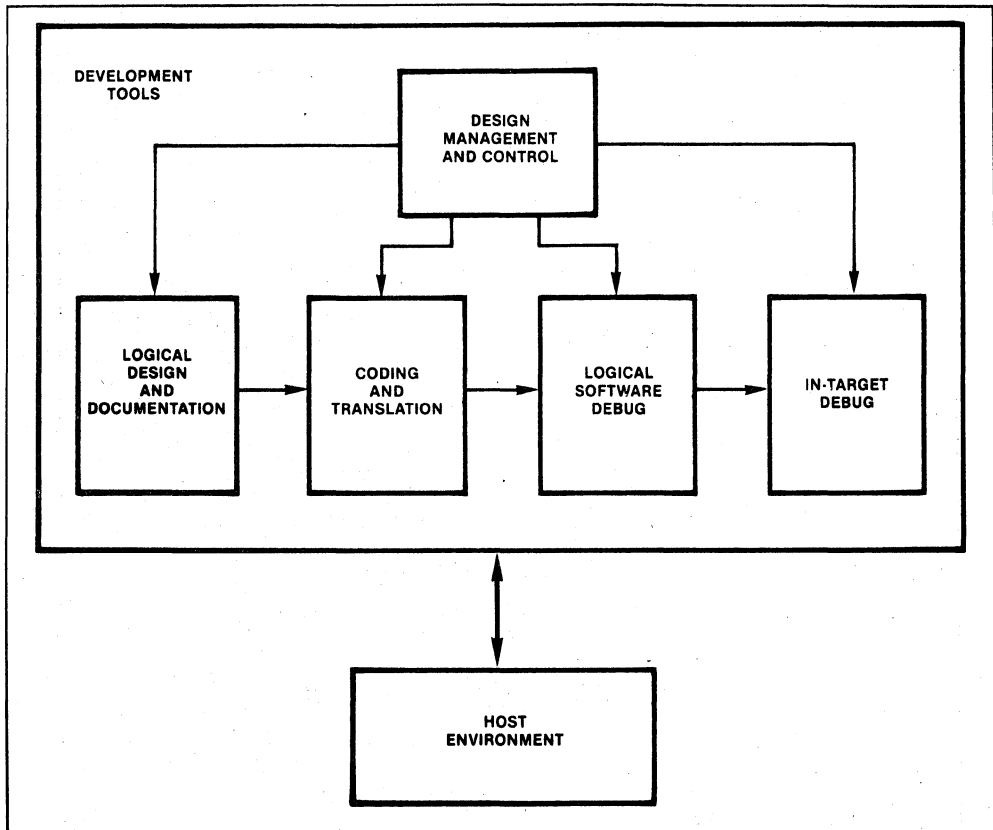 DEVELOPMENT
TOOLS
DESIGN
MANAGEMENT
AND CONTROL
LOGICAL
DESIGN
AND
DOCUMENTATION
CODING
AND
TRANSLATION
LOGICAL
SOFTWARE
DEBUG
IN-TARGET
DEBUG
HOST
ENVIRONMENT